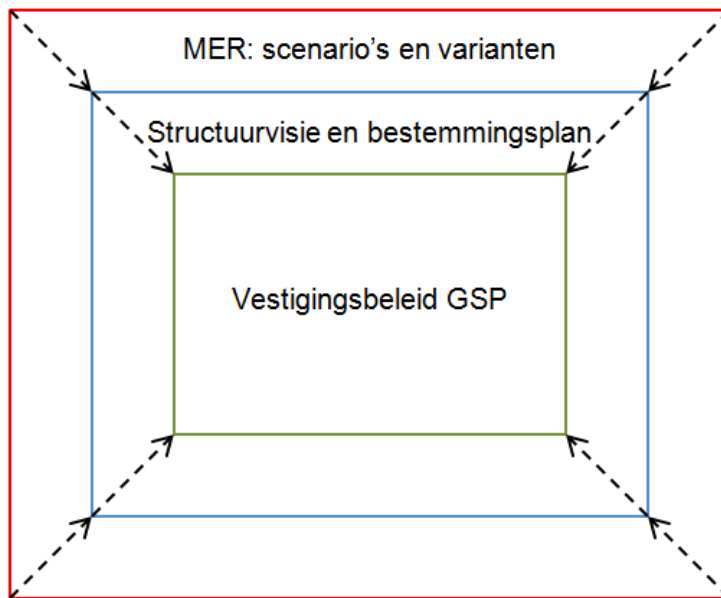 MER: scenario's en varianten
Structuurvisie en bestemmingsplan
Vestigingsbeleid GSP